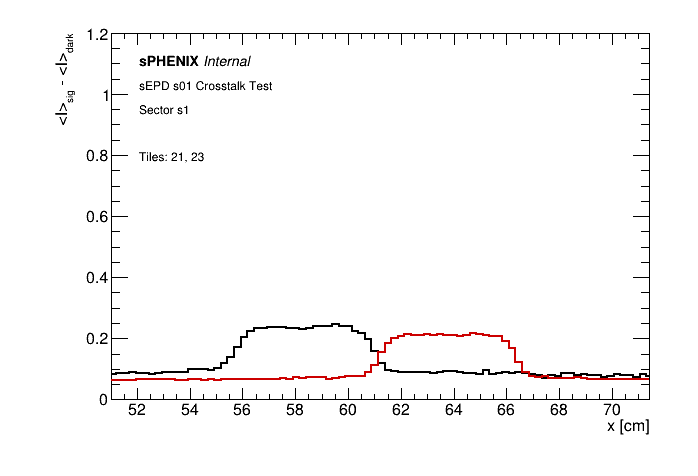 <I>sig - <I>dark
1.2
1
0.8
0.6
0.4
0.2
0
sPHENIX Internal
sEPD s01 Crosstalk Test
Sector s1
Tiles: 21, 23
52 54 56 58 60 62 64 66 68 70
x [cm]